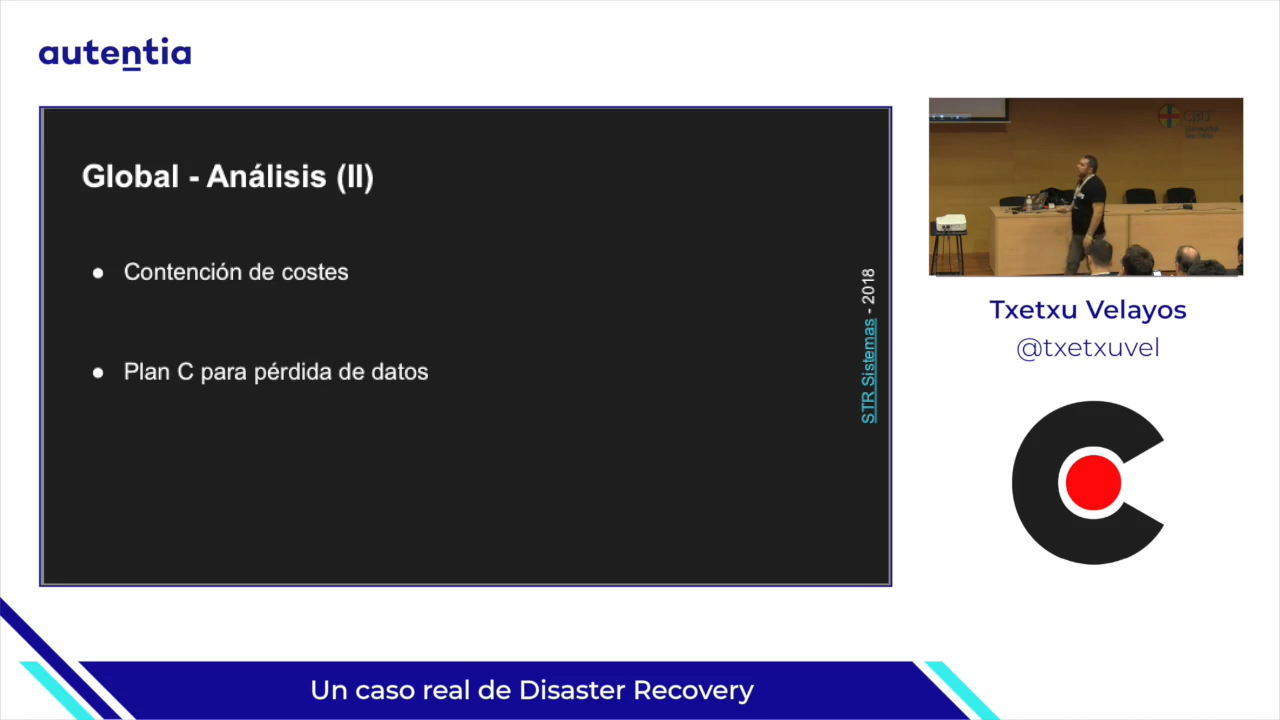 autentia
Global - Análisis (II)
● Contención de costes
● Plan C para pérdida de datos
STR Sistemas - 2018
CEU
Txetxu Velayos
@txetxuvel
Un caso real de Disaster Recovery